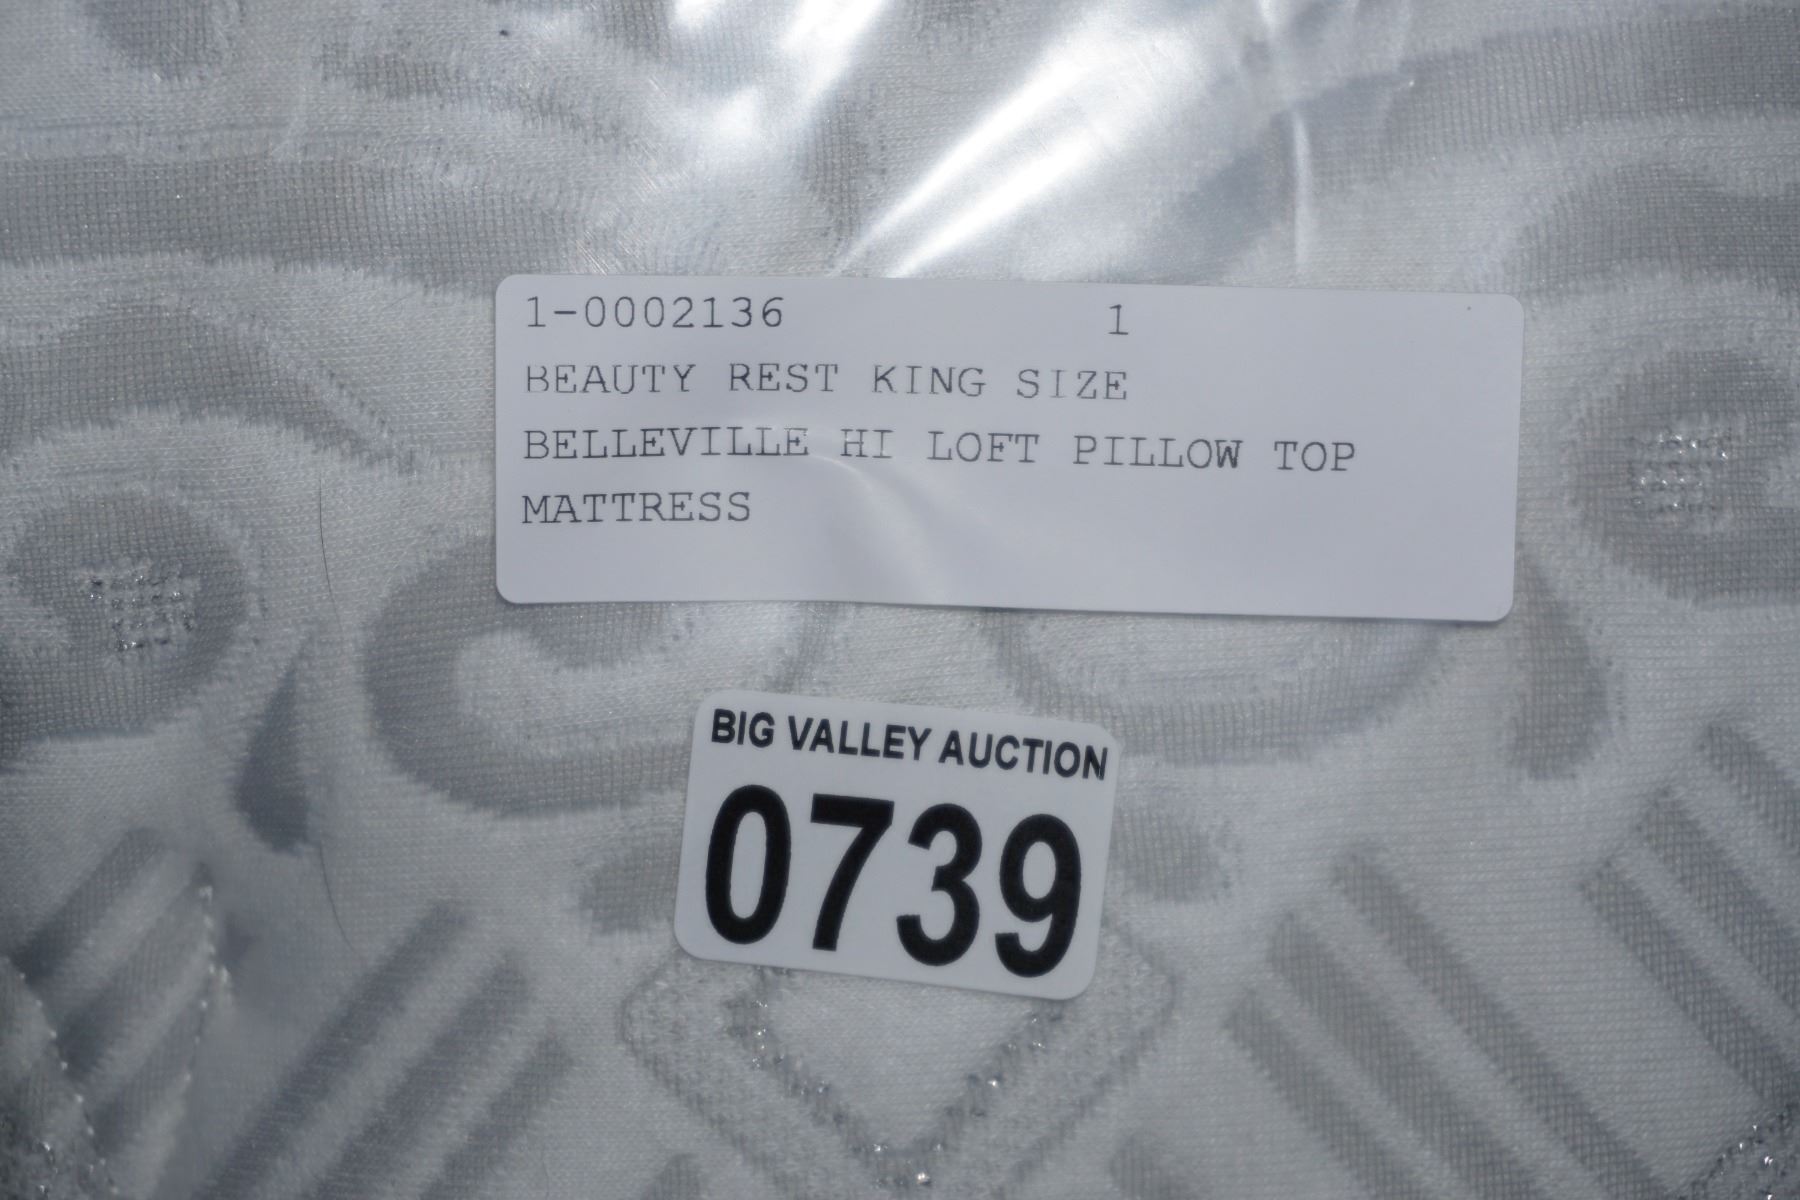 1-0002136 1
BEAUTY REST KING SIZE
BELLEVILLE HI LOFT PILLOW TOP
MATTRESS
BIG VALLEY AUCTION
0739